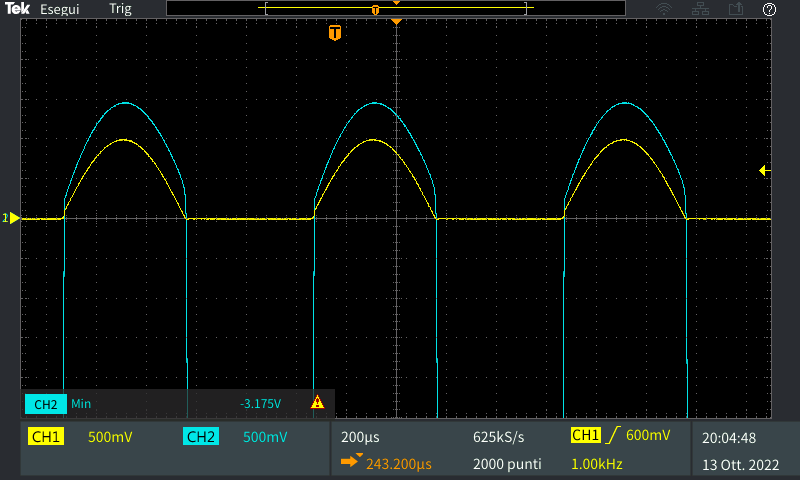 Tek Esegui Trig
T
T
1
CH2 Min -3.175V
CH1 500mV CH2 500mV 200µs 625kS/s CH1 600mV 20:04:48
243.200µs 2000 punti 1.00kHz 13 Ott. 2022